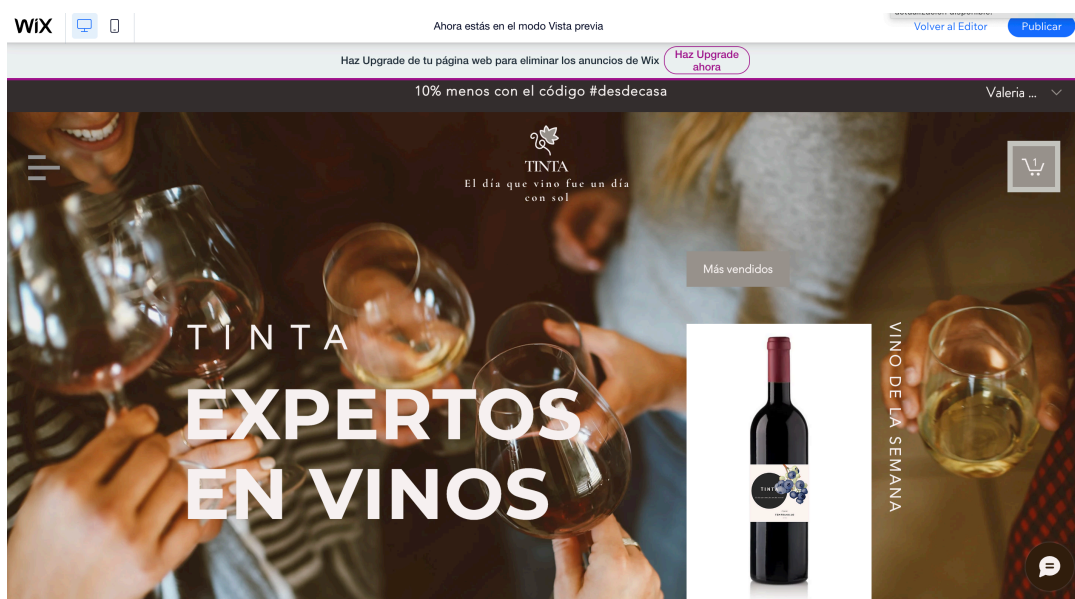 WiX
Ahora estás en el modo Vista previa
Volver al Editor
Publicar
Haz Upgrade de tu página web para eliminar los anuncios de Wix
Haz Upgrade
ahora
10% menos con el código #desdecasa
Valeria ...
TINTA
El día que vino fue un día
con sol
1
Más vendidos
TINTA
EXPERTOS
EN VINOS
VINO DE LA SEMANA
TINTA